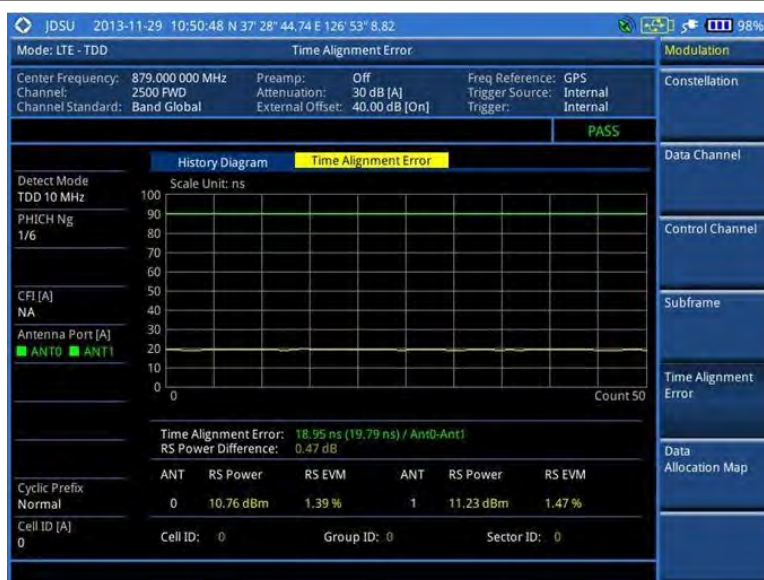 JDSU 2013-11-29 10:50:48 N 37' 28" 44.74 E 126' 53" 8.82 98%
Mode: LTE - TDD Time Alignment Error
Center Frequency: 879.000 000 MHz Preamp: Off Freq Reference: GPS
Channel: 2500 FWD Attenuation: 30 dB [A] Trigger Source: Internal
Channel Standard: Band Global External Offset: 40.00 dB [On] Trigger: Internal
PASS
History Diagram Time Alignment Error
Detect Mode
TDD 10 MHz
PHICH Ng
1/6
CFI [A]
NA
Antenna Port [A]
ANT0 ANT1
Cyclic Prefix
Normal
Cell ID [A]
0
Scale Unit: ns
100
90
80
70
60
50
40
30
20
10
0
0 Count 50
Time Alignment Error: 18.95 ns (19.79 ns) / Ant0-Ant1
RS Power Difference: 0.47 dB
ANT RS Power RS EVM ANT RS Power RS EVM
0 10.76 dBm 1.39 % 1 11.23 dBm 1.47 %
Cell ID: 0 Group ID: 0 Sector ID: 0
Modulation
Constellation
Data Channel
Control Channel
Subframe
Time Alignment
Error
Data
Allocation Map